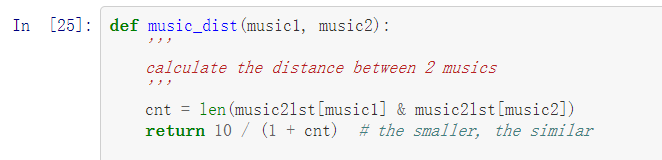 In [25]: def music_dist(music1, music2):
'''
calculate the distance between 2 musics
'''
cnt = len(music2lst[music1] & music2lst[music2])
return 10 / (1 + cnt)  # the smaller, the similar